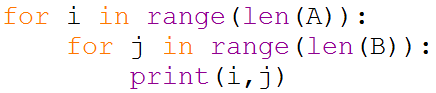 for i in range(len(A)):
    for j in range(len(B)):
        print(i,j)